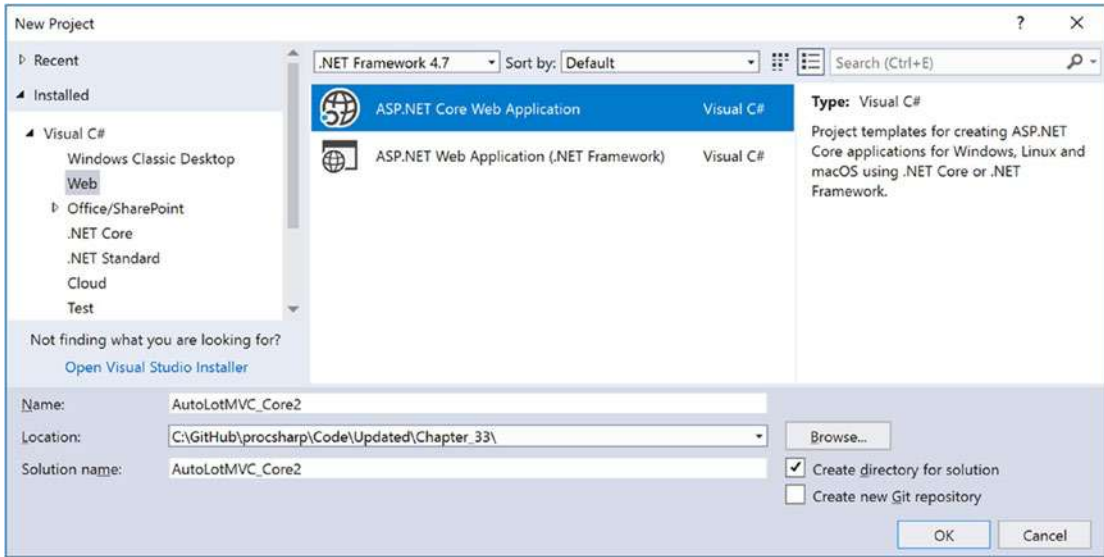 New Project
? ×
Recent
Installed
Visual C#
Windows Classic Desktop
Web
Office/SharePoint
.NET Core
.NET Standard
Cloud
Test
Not finding what you are looking for?
Open Visual Studio Installer
.NET Framework 4.7
Sort by: Default
Search (Ctrl+E)
ASP.NET Core Web Application Visual C#
ASP.NET Web Application (.NET Framework) Visual C#
Type: Visual C#
Project templates for creating ASP.NET
Core applications for Windows, Linux and
macOS using .NET Core or .NET
Framework.
Name: AutoLotMVC_Core2
Location: C:\GitHub\procsharp\Code\Updated\Chapter_33\
Browse...
Solution name: AutoLotMVC_Core2
Create directory for solution
Create new Git repository
OK Cancel